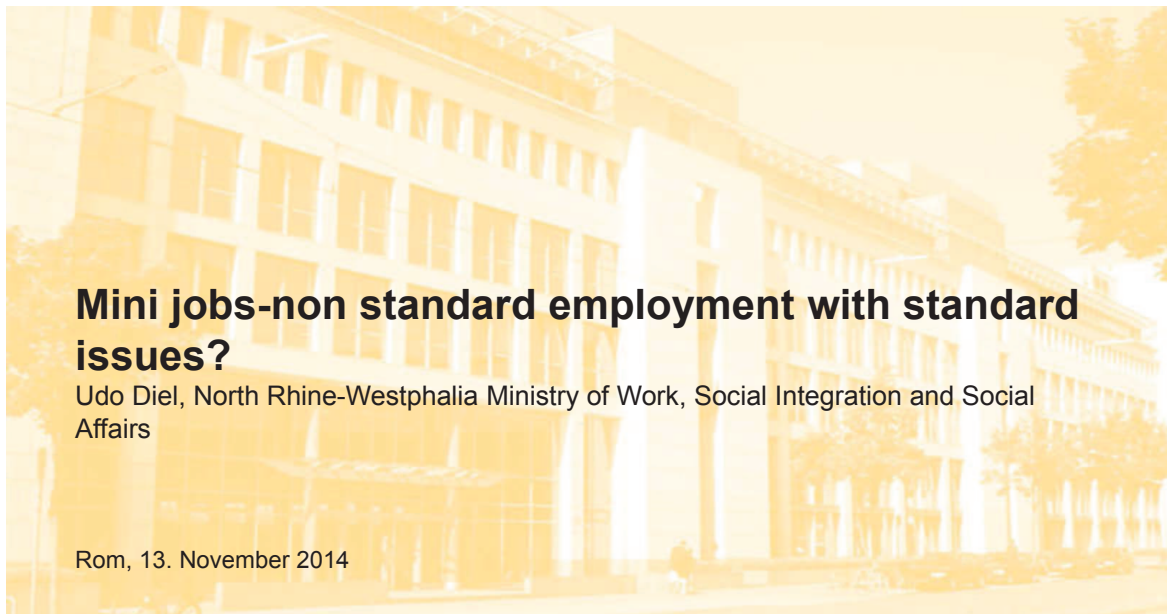 Mini jobs-non standard employment with standard
issues?
Udo Diel, North Rhine-Westphalia Ministry of Work, Social Integration and Social
Affairs
Rom, 13. November 2014